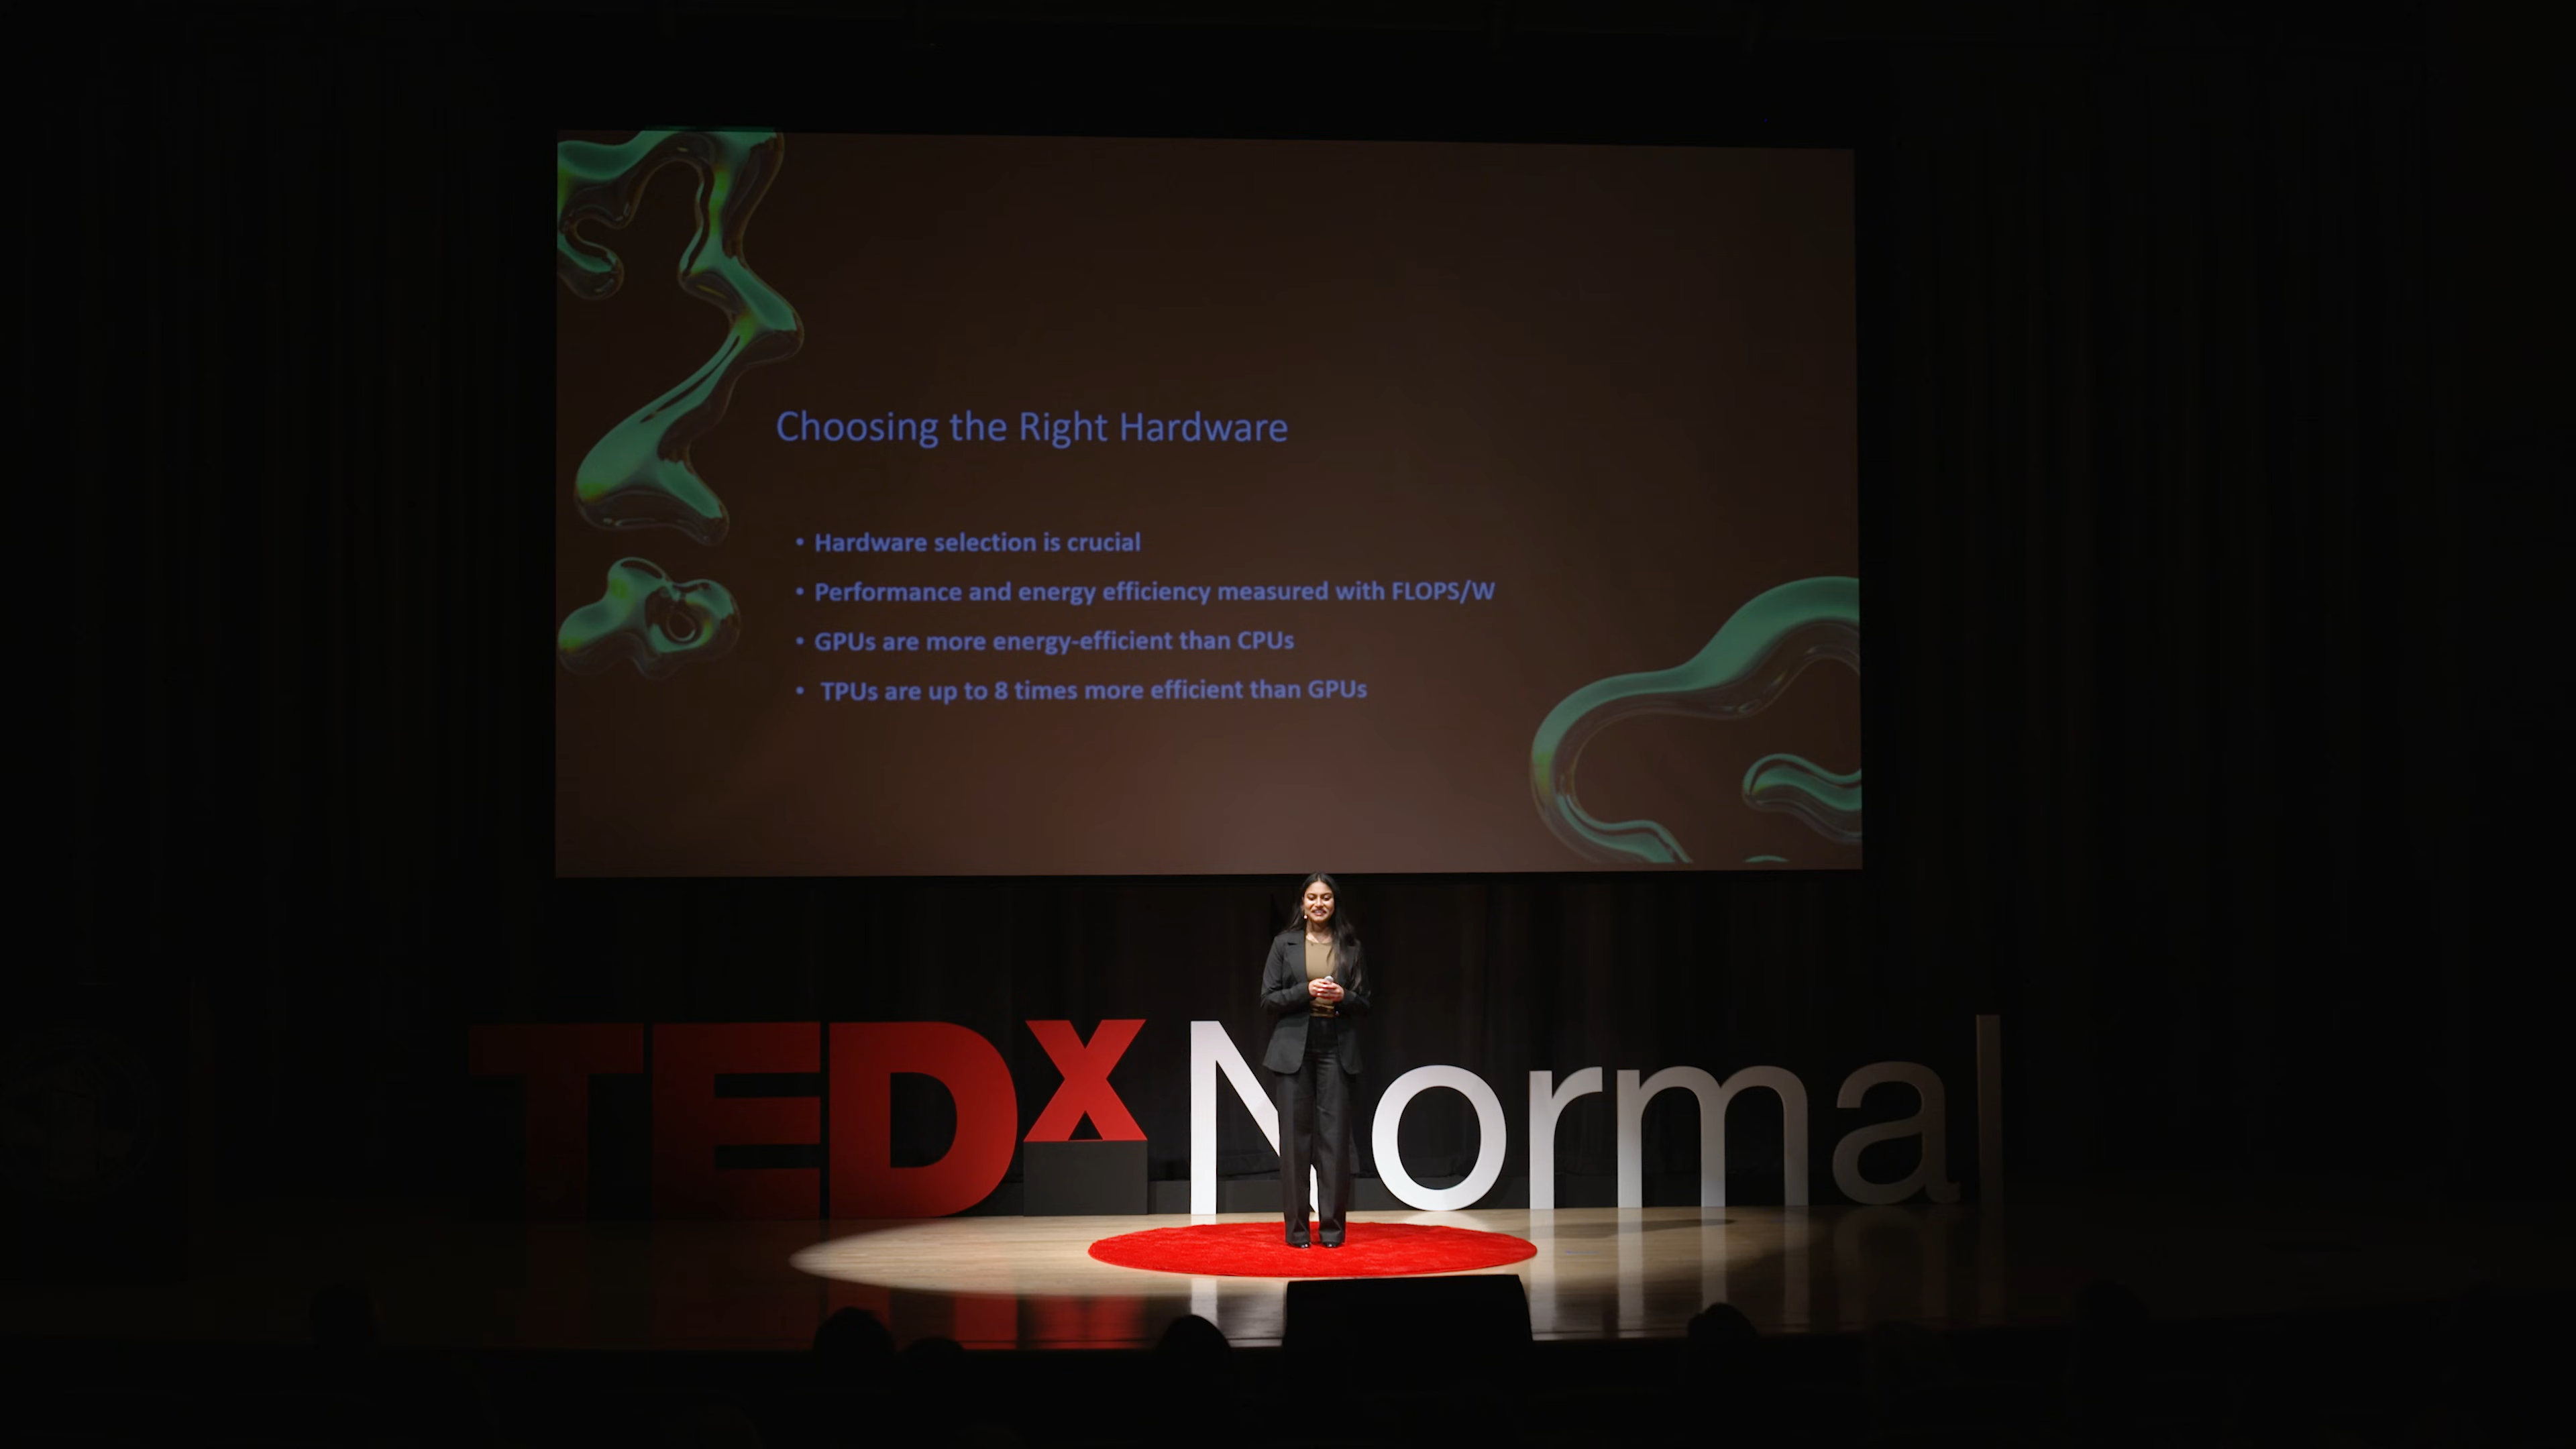 Choosing the Right Hardware
• Hardware selection is crucial
• Performance and energy efficiency measured with FLOPS/W
• GPUs are more energy-efficient than CPUs
• TPUs are up to 8 times more efficient than GPUs
TEDx Normal